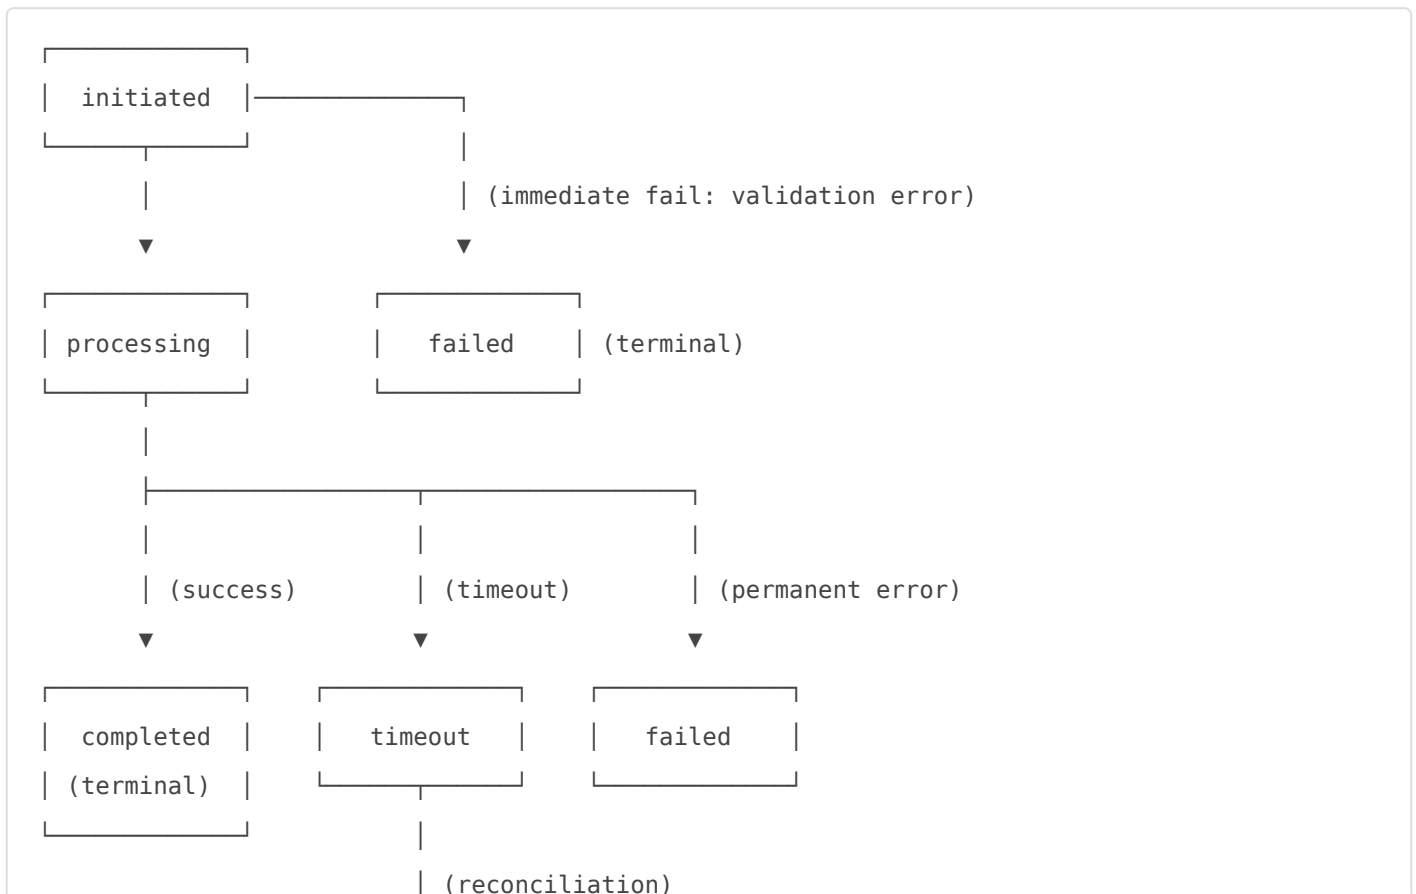 initiated
(immediate fail: validation error)
processing failed (terminal)
(success) (timeout) (permanent error)
completed timeout failed
(terminal)
(reconciliation)